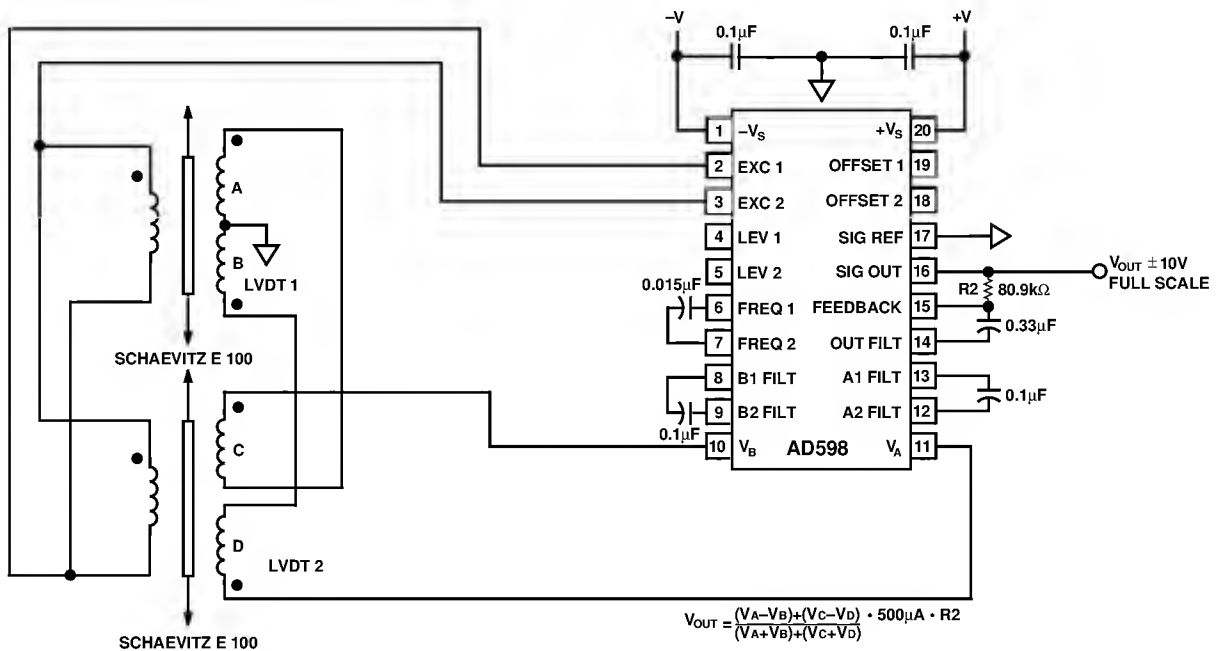 –V
+V
0.1µF
0.1µF
1
–VS
+VS
20
2
EXC 1
OFFSET 1
19
3
EXC 2
OFFSET 2
18
4
LEV 1
SIG REF
17
5
LEV 2
SIG OUT
16
0.015µF
6
FREQ 1
FEEDBACK
15
7
FREQ 2
OUT FILT
14
8
B1 FILT
A1 FILT
13
9
B2 FILT
A2 FILT
12
0.1µF
10
VB
AD598
VA
11
R2
80.9kΩ
0.33µF
0.1µF
VOUT ±10V
FULL SCALE
A
B
LVDT 1
SCHAEVITZ E 100
C
D
LVDT 2
SCHAEVITZ E 100
VOUT = (VA–VB)+(VC–VD) • 500µA • R2
(VA+VB)+(VC+VD)